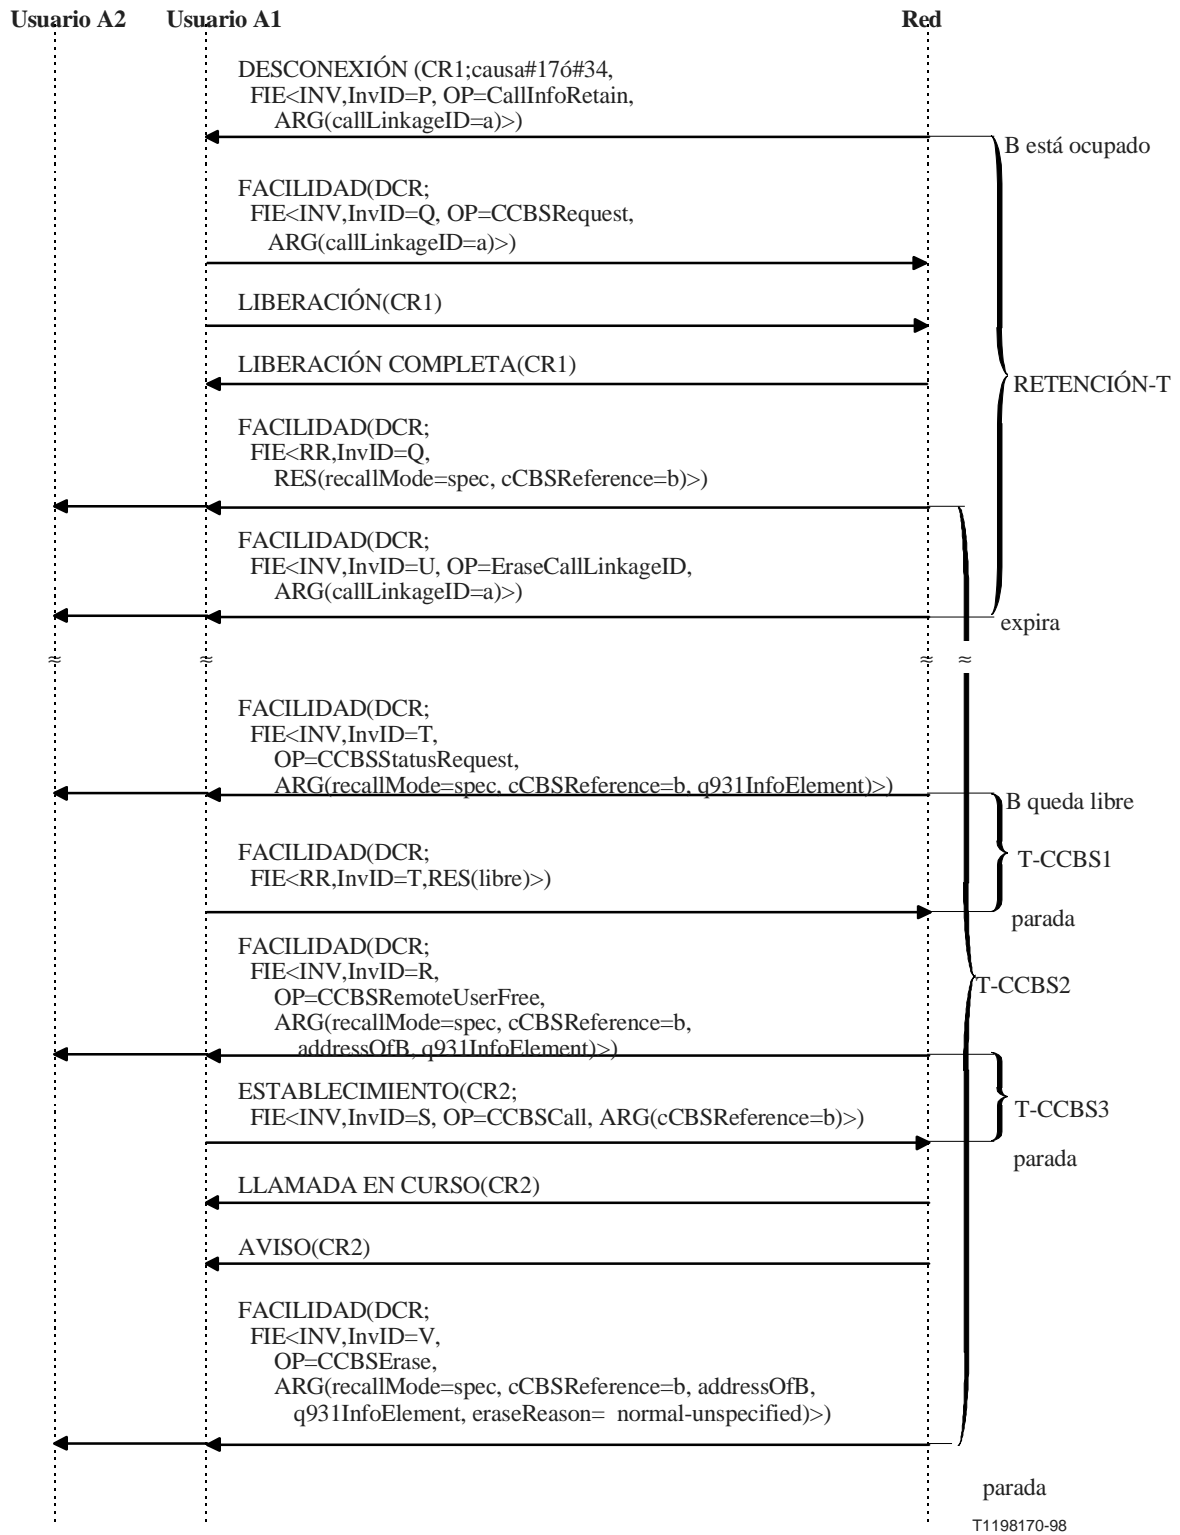 Usuario A2 Usuario A1 Red
DESCONEXIÓN (CR1;causa#17ó#34,
FIE<INV,InvID=P, OP=CallInfoRetain,
ARG(callLinkageID=a)>)
B está ocupado
FACILIDAD(DCR;
FIE<INV,InvID=Q, OP=CCBSRequest,
ARG(callLinkageID=a)>)
LIBERACIÓN(CR1)
LIBERACIÓN COMPLETA(CR1)
RETENCIÓN-T
FACILIDAD(DCR;
FIE<RR,InvID=Q,
RES(recallMode=spec, cCBSReference=b)>)
FACILIDAD(DCR;
FIE<INV,InvID=U, OP=EraseCallLinkageID,
ARG(callLinkageID=a)>)
expira
≈ ≈ ≈ ≈
FACILIDAD(DCR;
FIE<INV,InvID=T,
OP=CCBSStatusRequest,
ARG(recallMode=spec, cCBSReference=b, q931InfoElement)>)
B queda libre
FACILIDAD(DCR;
FIE<RR,InvID=T,RES(libre)>)
T-CCBS1
parada
FACILIDAD(DCR;
FIE<INV,InvID=R,
OP=CCBSRemoteUserFree,
ARG(recallMode=spec, cCBSReference=b,
addressOfB, q931InfoElement)>)
T-CCBS2
ESTABLECIMIENTO(CR2;
FIE<INV,InvID=S, OP=CCBSCall, ARG(cCBSReference=b)>)
T-CCBS3
parada
LLAMADA EN CURSO(CR2)
AVISO(CR2)
FACILIDAD(DCR;
FIE<INV,InvID=V,
OP=CCBSErase,
ARG(recallMode=spec, cCBSReference=b, addressOfB,
q931InfoElement, eraseReason= normal-unspecified)>)
parada
T1198170-98